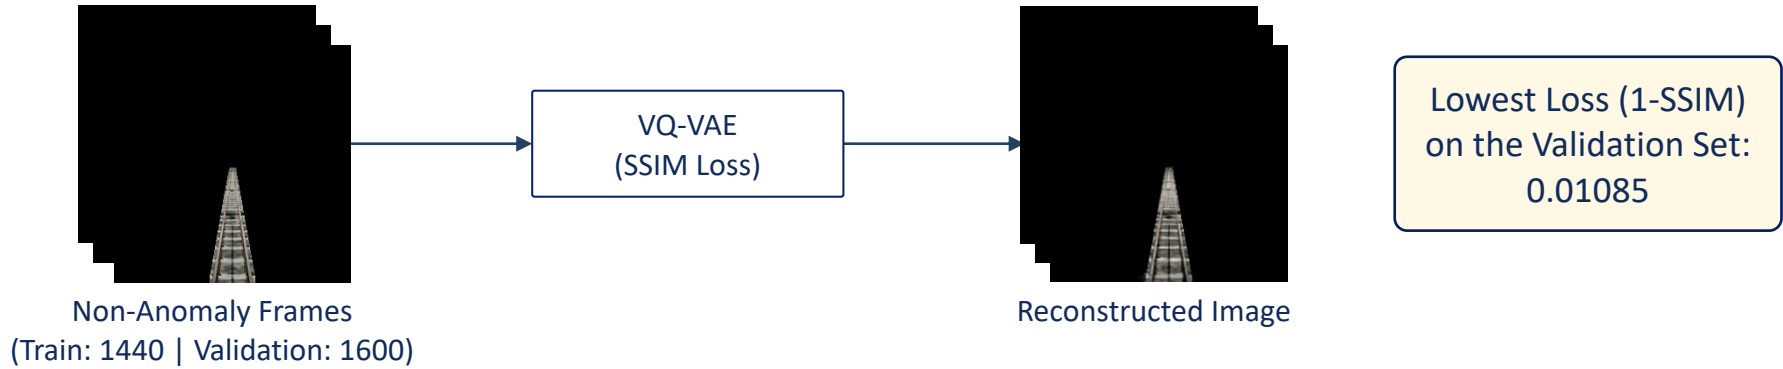 VQ-VAE
(SSIM Loss)
Lowest Loss (1-SSIM)
on the Validation Set:
0.01085
Non-Anomaly Frames
(Train: 1440 | Validation: 1600)
Reconstructed Image